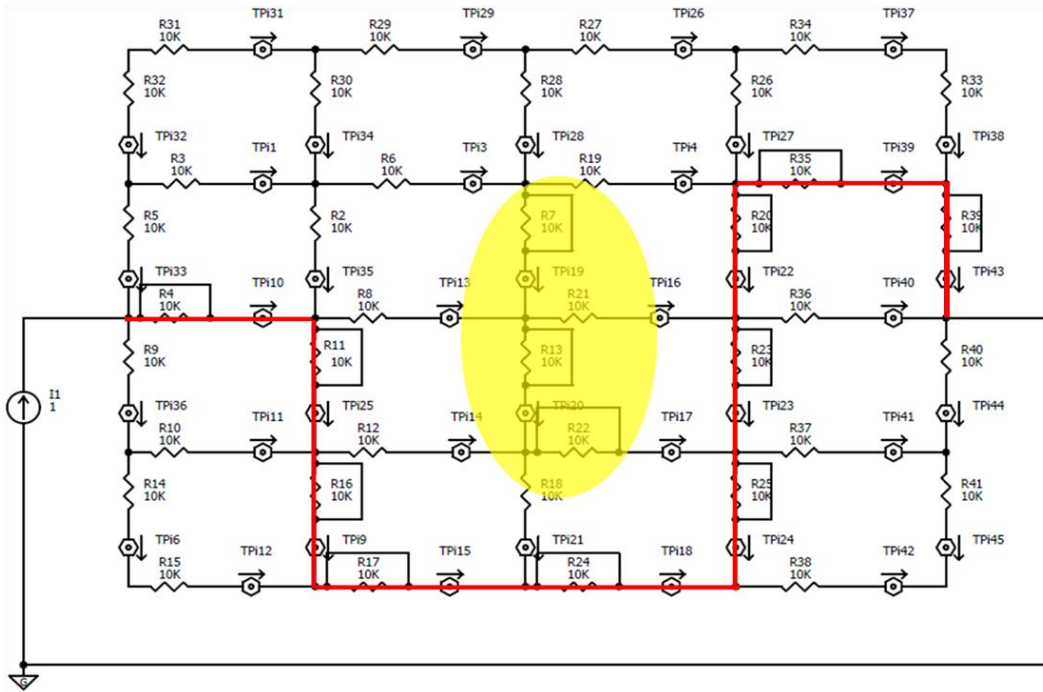 R31
10K
TPi31
R29
10K
TPi29
R27
10K
TPi26
R34
10K
TPi37
R32
10K
R30
10K
R28
10K
R26
10K
R33
10K
TPi32
TPi34
TPi28
TPi27
TPi38
R3
10K
TPi1
R6
10K
TPi3
R19
10K
TPi4
R35
10K
TPi39
R5
10K
R2
10K
R7
10K
R20
10K
R39
10K
TPi33
TPi35
TPi19
TPi22
TPi43
R4
10K
TPi10
R8
10K
TPi13
R21
10K
TPi16
R36
10K
TPi40
R9
10K
R11
10K
R13
10K
R23
10K
R40
10K
I1
1
TPi36
TPi25
TPi20
TPi23
TPi44
R10
10K
TPi11
R12
10K
TPi14
R22
10K
TPi17
R37
10K
TPi41
R14
10K
R16
10K
R18
10K
R25
10K
R41
10K
TPi6
TPi9
TPi21
TPi24
TPi45
R15
10K
TPi12
R17
10K
TPi15
R24
10K
TPi18
R38
10K
TPi42
G